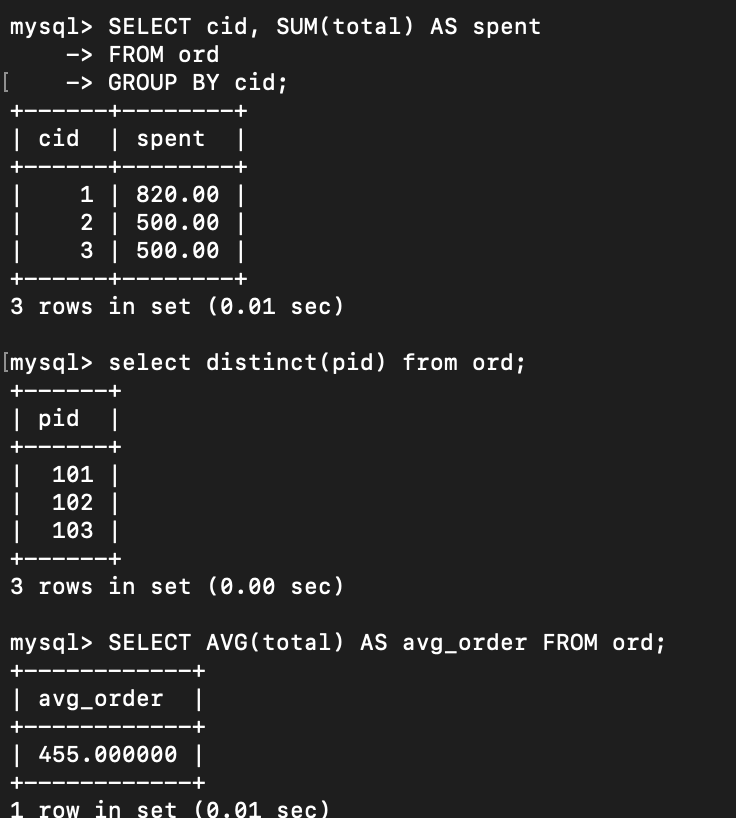 mysql> SELECT cid, SUM(total) AS spent
    -> FROM ord
[    -> GROUP BY cid;
+------+--------+
| cid  | spent  |
+------+--------+
|    1 | 820.00 |
|    2 | 500.00 |
|    3 | 500.00 |
+------+--------+
3 rows in set (0.01 sec)

[mysql> select distinct(pid) from ord;
+------+
| pid  |
+------+
|  101 |
|  102 |
|  103 |
+------+
3 rows in set (0.00 sec)

mysql> SELECT AVG(total) AS avg_order FROM ord;
+------------+
| avg_order  |
+------------+
| 455.000000 |
+------------+
1 row in set (0.01 sec)